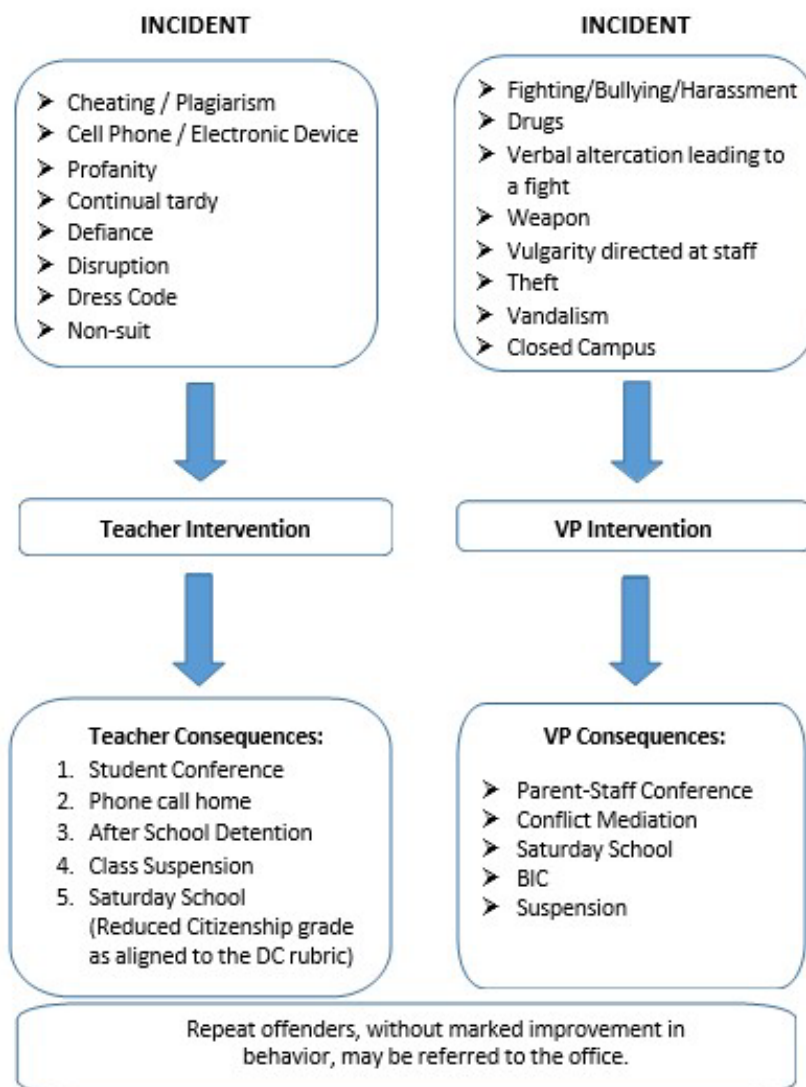 INCIDENT
Cheating / Plagiarism
Cell Phone / Electronic Device
Profanity
Continual tardy
Defiance
Disruption
Dress Code
Non-suit
Teacher Intervention
Teacher Consequences:
1. Student Conference
2. Phone call home
3. After School Detention
4. Class Suspension
5. Saturday School
(Reduced Citizenship grade
as aligned to the DC rubric)
INCIDENT
Fighting/Bullying/Harassment
Drugs
Verbal altercation leading to
a fight
Weapon
Vulgarity directed at staff
Theft
Vandalism
Closed Campus
VP Intervention
VP Consequences:
Parent-Staff Conference
Conflict Mediation
Saturday School
BIC
Suspension
Repeat offenders, without marked improvement in
behavior, may be referred to the office.